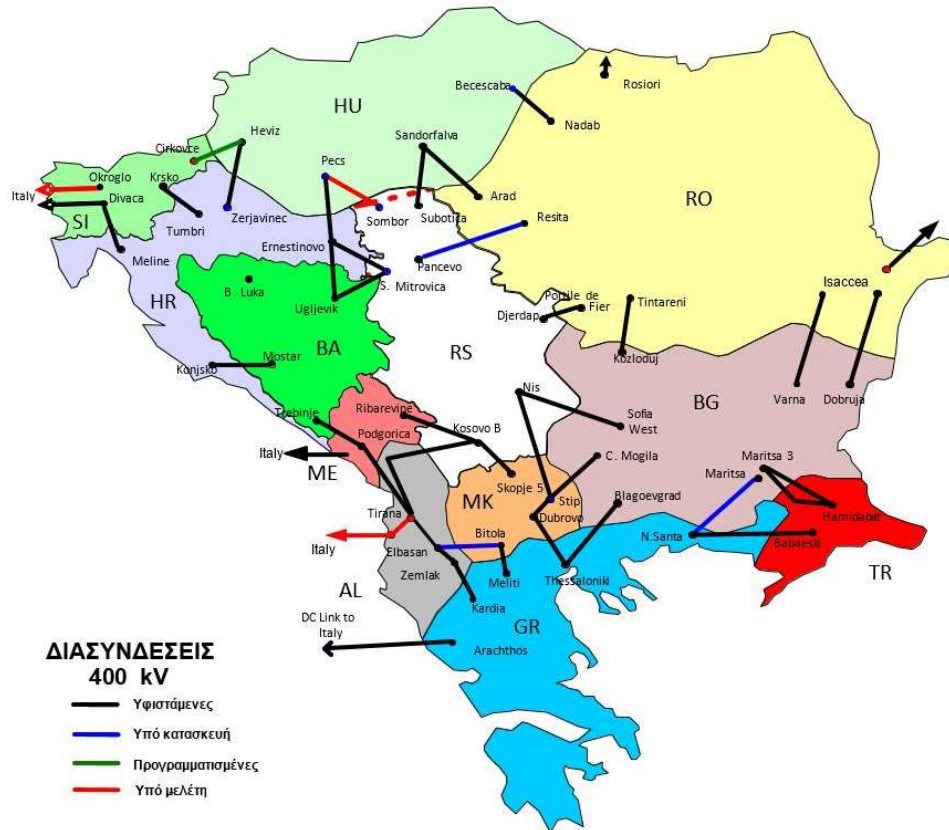 Becescaba
Rosiori
HU
Nadab
Heviz
Sandorfalva
Cirkovce
Pecs
Okroglo
Krsko
Italy
Divaca
Arad
RO
SI
Zerjavinec
Sombor
Subotica
Resita
Tumbri
Ernestinovo
Meline
Pancevo
HR
B. Luka
S. Mitrovica
Isaccea
Ugljevik
Portile de
Fier
Tintareni
Djerdap
BA
RS
Kozloduj
Konjsko
Mostar
Nis
BG
Varna
Dobruja
Trebinje
Ribarevine
Sofia
West
Podgorica
Kosovo B
Italy
ME
C. Mogila
Maritsa 3
Skopje 5
Maritsa
MK
Blagoevgrad
Stip
Tirana
Dubrovo
Hamidabat
Italy
Bitola
N.Santa
Babaeski
Elbasan
Zemlak
Meliti
Thessaloniki
TR
AL
Kardia
DC Link to
Italy
GR
Arachthos
ΔΙΑΣΥΝΔΕΣΕΙΣ
400 kV
Υφιστάμενες
Υπό κατασκευή
Προγραμματισμένες
Υπό μελέτη